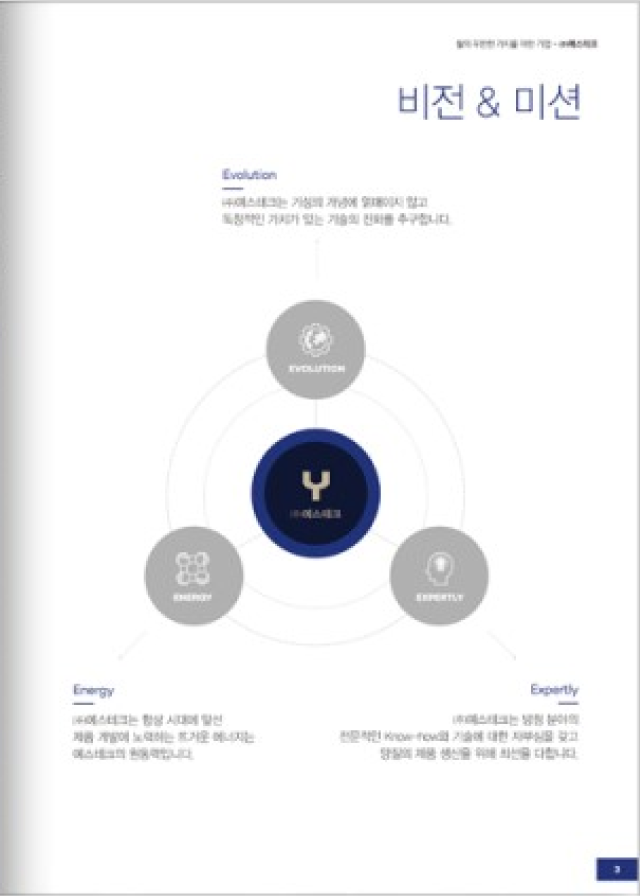 비전 & 미션
Evolution
㈜예스테크는 기성의 개념에 얽매이지 않고
독창적인 가치가 있는 기술의 진화를 추구합니다.
EVOLUTION
Y
㈜예스테크
ENERGY
EXPERTLY
Energy
㈜예스테크는 항상 시대에 앞선
제품 개발에 노력하는 뜨거운 에너지는
예스테크의 원동력입니다.
Expertly
㈜예스테크는 방청 분야의
전문적인 Know-how와 기술에 대한 자부심을 갖고
양질의 제품 생산을 위해 최선을 다합니다.
3